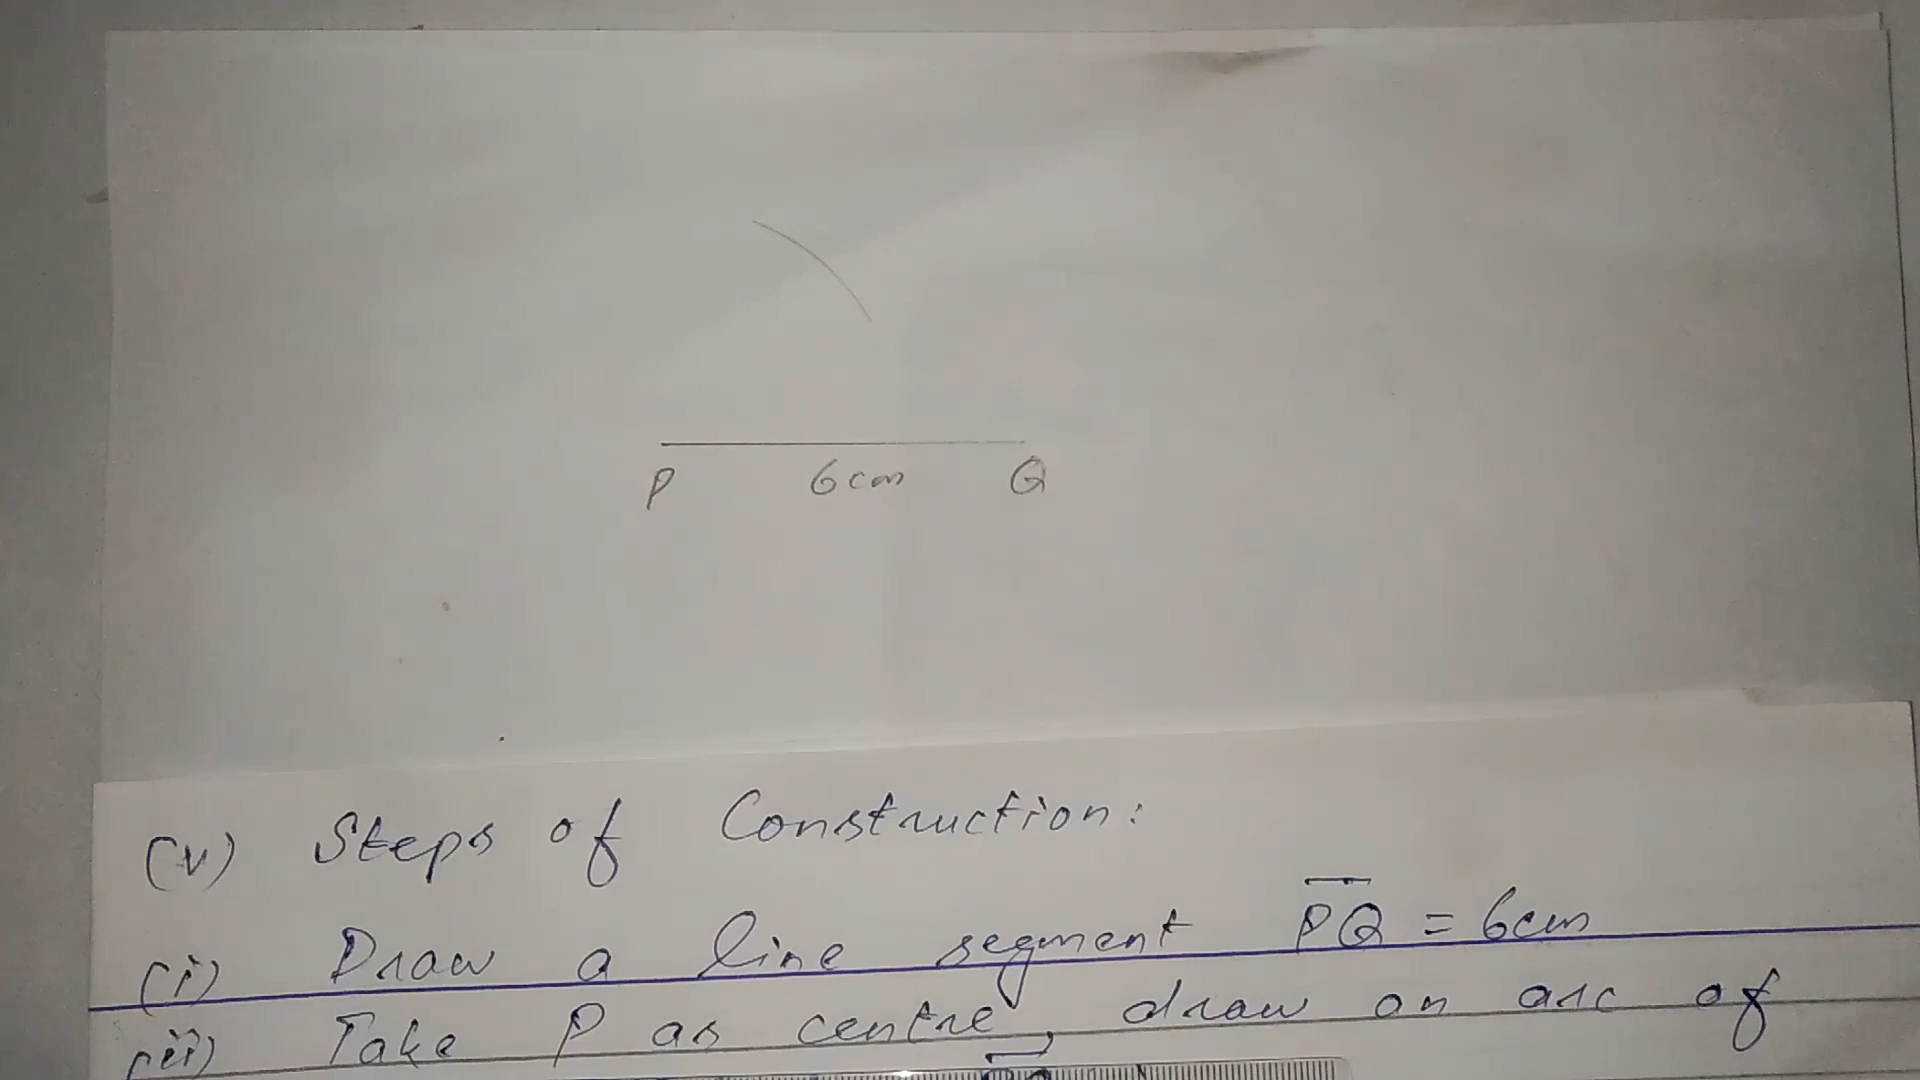 P 6cm Q
(v) Steps of Construction:
(i) Draw a line segment PQ = 6cm
(ii) Take P as centre, draw an arc of